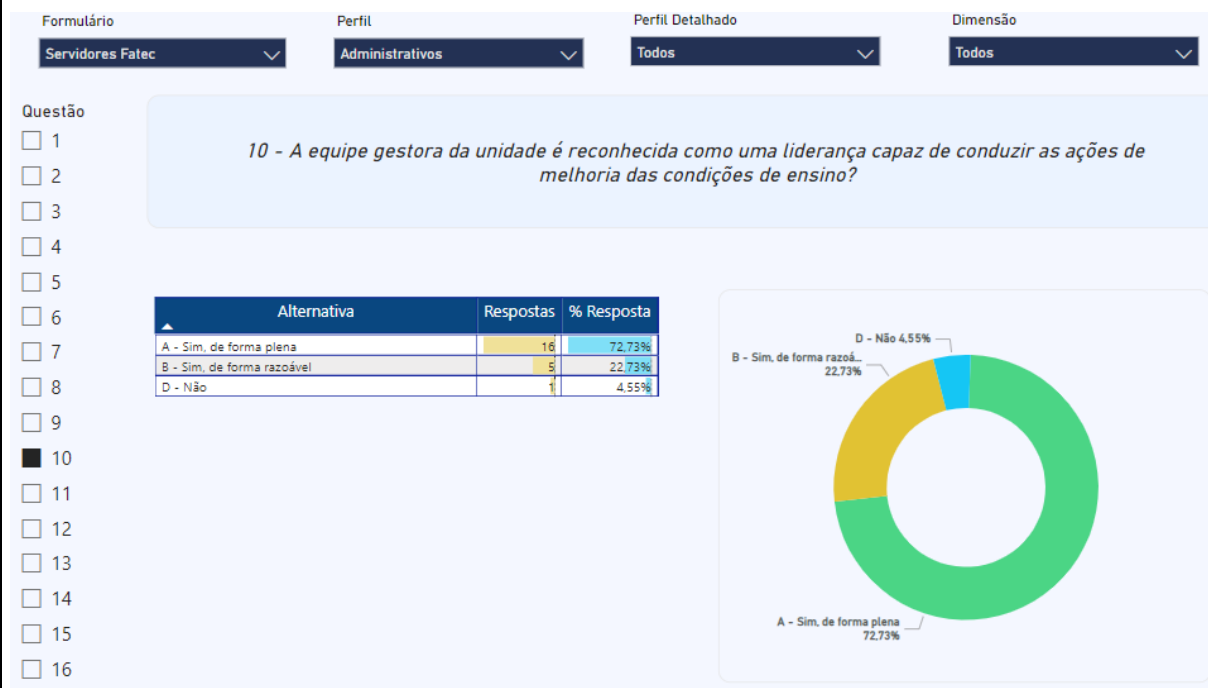 Formulário
Perfil
Perfil Detalhado
Dimensão
Servidores Fatec
Administrativos
Todos
Todos
Questão
1
2
3
4
5
6
7
8
9
10
11
12
13
14
15
16
10 - A equipe gestora da unidade é reconhecida como uma liderança capaz de conduzir as ações de
melhoria das condições de ensino?
Alternativa Respostas % Resposta
A - Sim, de forma plena 16 72,73%
B - Sim, de forma razoável 5 22,73%
D - Não 1 4,55%
D - Não 4,55%
B - Sim, de forma razoá...
22,73%
A - Sim, de forma plena
72,73%